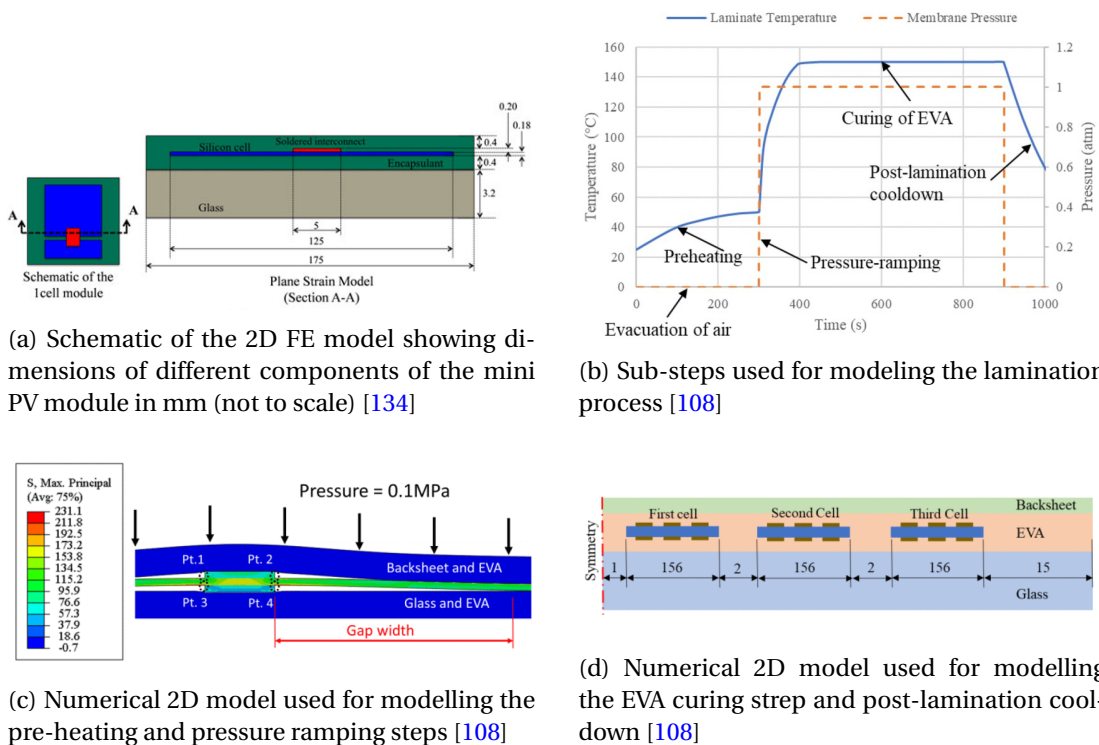 0.20
0.18
Soldered interconnect
Silicon cell
0.4
Encapsulant
0.4
3.2
Glass
A
A
5
125
175
Schematic of the
1cell module
Plane Strain Model
(Section A-A)
(a) Schematic of the 2D FE model showing di-
mensions of different components of the mini
PV module in mm (not to scale) [134]
Laminate Temperature
Membrane Pressure
160
140
120
100
80
60
40
20
0
Temperature (°C)
1.2
1
0.8
0.6
0.4
0.2
0
Pressure (atm)
Curing of EVA
Post-lamination
cooldown
Preheating
Pressure-ramping
0
200
400
600
800
1000
Time (s)
Evacuation of air
(b) Sub-steps used for modeling the lamination
process [108]
S, Max. Principal
(Avg: 75%)
231.1
211.8
192.5
173.2
153.8
134.5
115.2
95.9
76.6
57.3
37.9
18.6
-0.7
Pressure = 0.1MPa
Pt.1
Pt. 2
Backsheet and EVA
Pt. 3
Pt. 4
Glass and EVA
Gap width
(c) Numerical 2D model used for modelling the
pre-heating and pressure ramping steps [108]
Backsheet
First cell
Second Cell
Third Cell
EVA
Symmetry
1
156
2
156
2
156
15
Glass
(d) Numerical 2D model used for modelling
the EVA curing strep and post-lamination cool-
down [108]